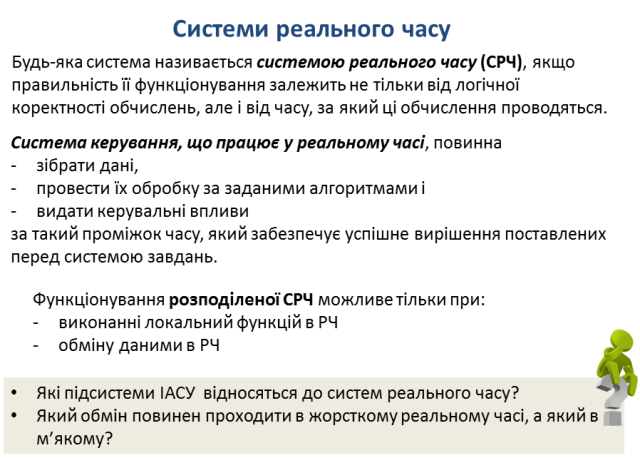 Системи реального часу
Будь-яка система називається системою реального часу (СРЧ), якщо
правильність її функціонування залежить не тільки від логічної
коректності обчислень, але і від часу, за який ці обчислення проводяться.
Система керування, що працює у реальному часі, повинна
- зібрати дані,
- провести їх обробку за заданими алгоритмами і
- видати керувальні впливи
за такий проміжок часу, який забезпечує успішне вирішення поставлених
перед системою завдань.
Функціонування розподіленої СРЧ можливе тільки при:
- виконанні локальний функцій в РЧ
- обміну даними в РЧ
• Які підсистеми ІАСУ відносяться до систем реального часу?
• Який обмін повинен проходити в жорсткому реальному часі, а який в
м’якому?